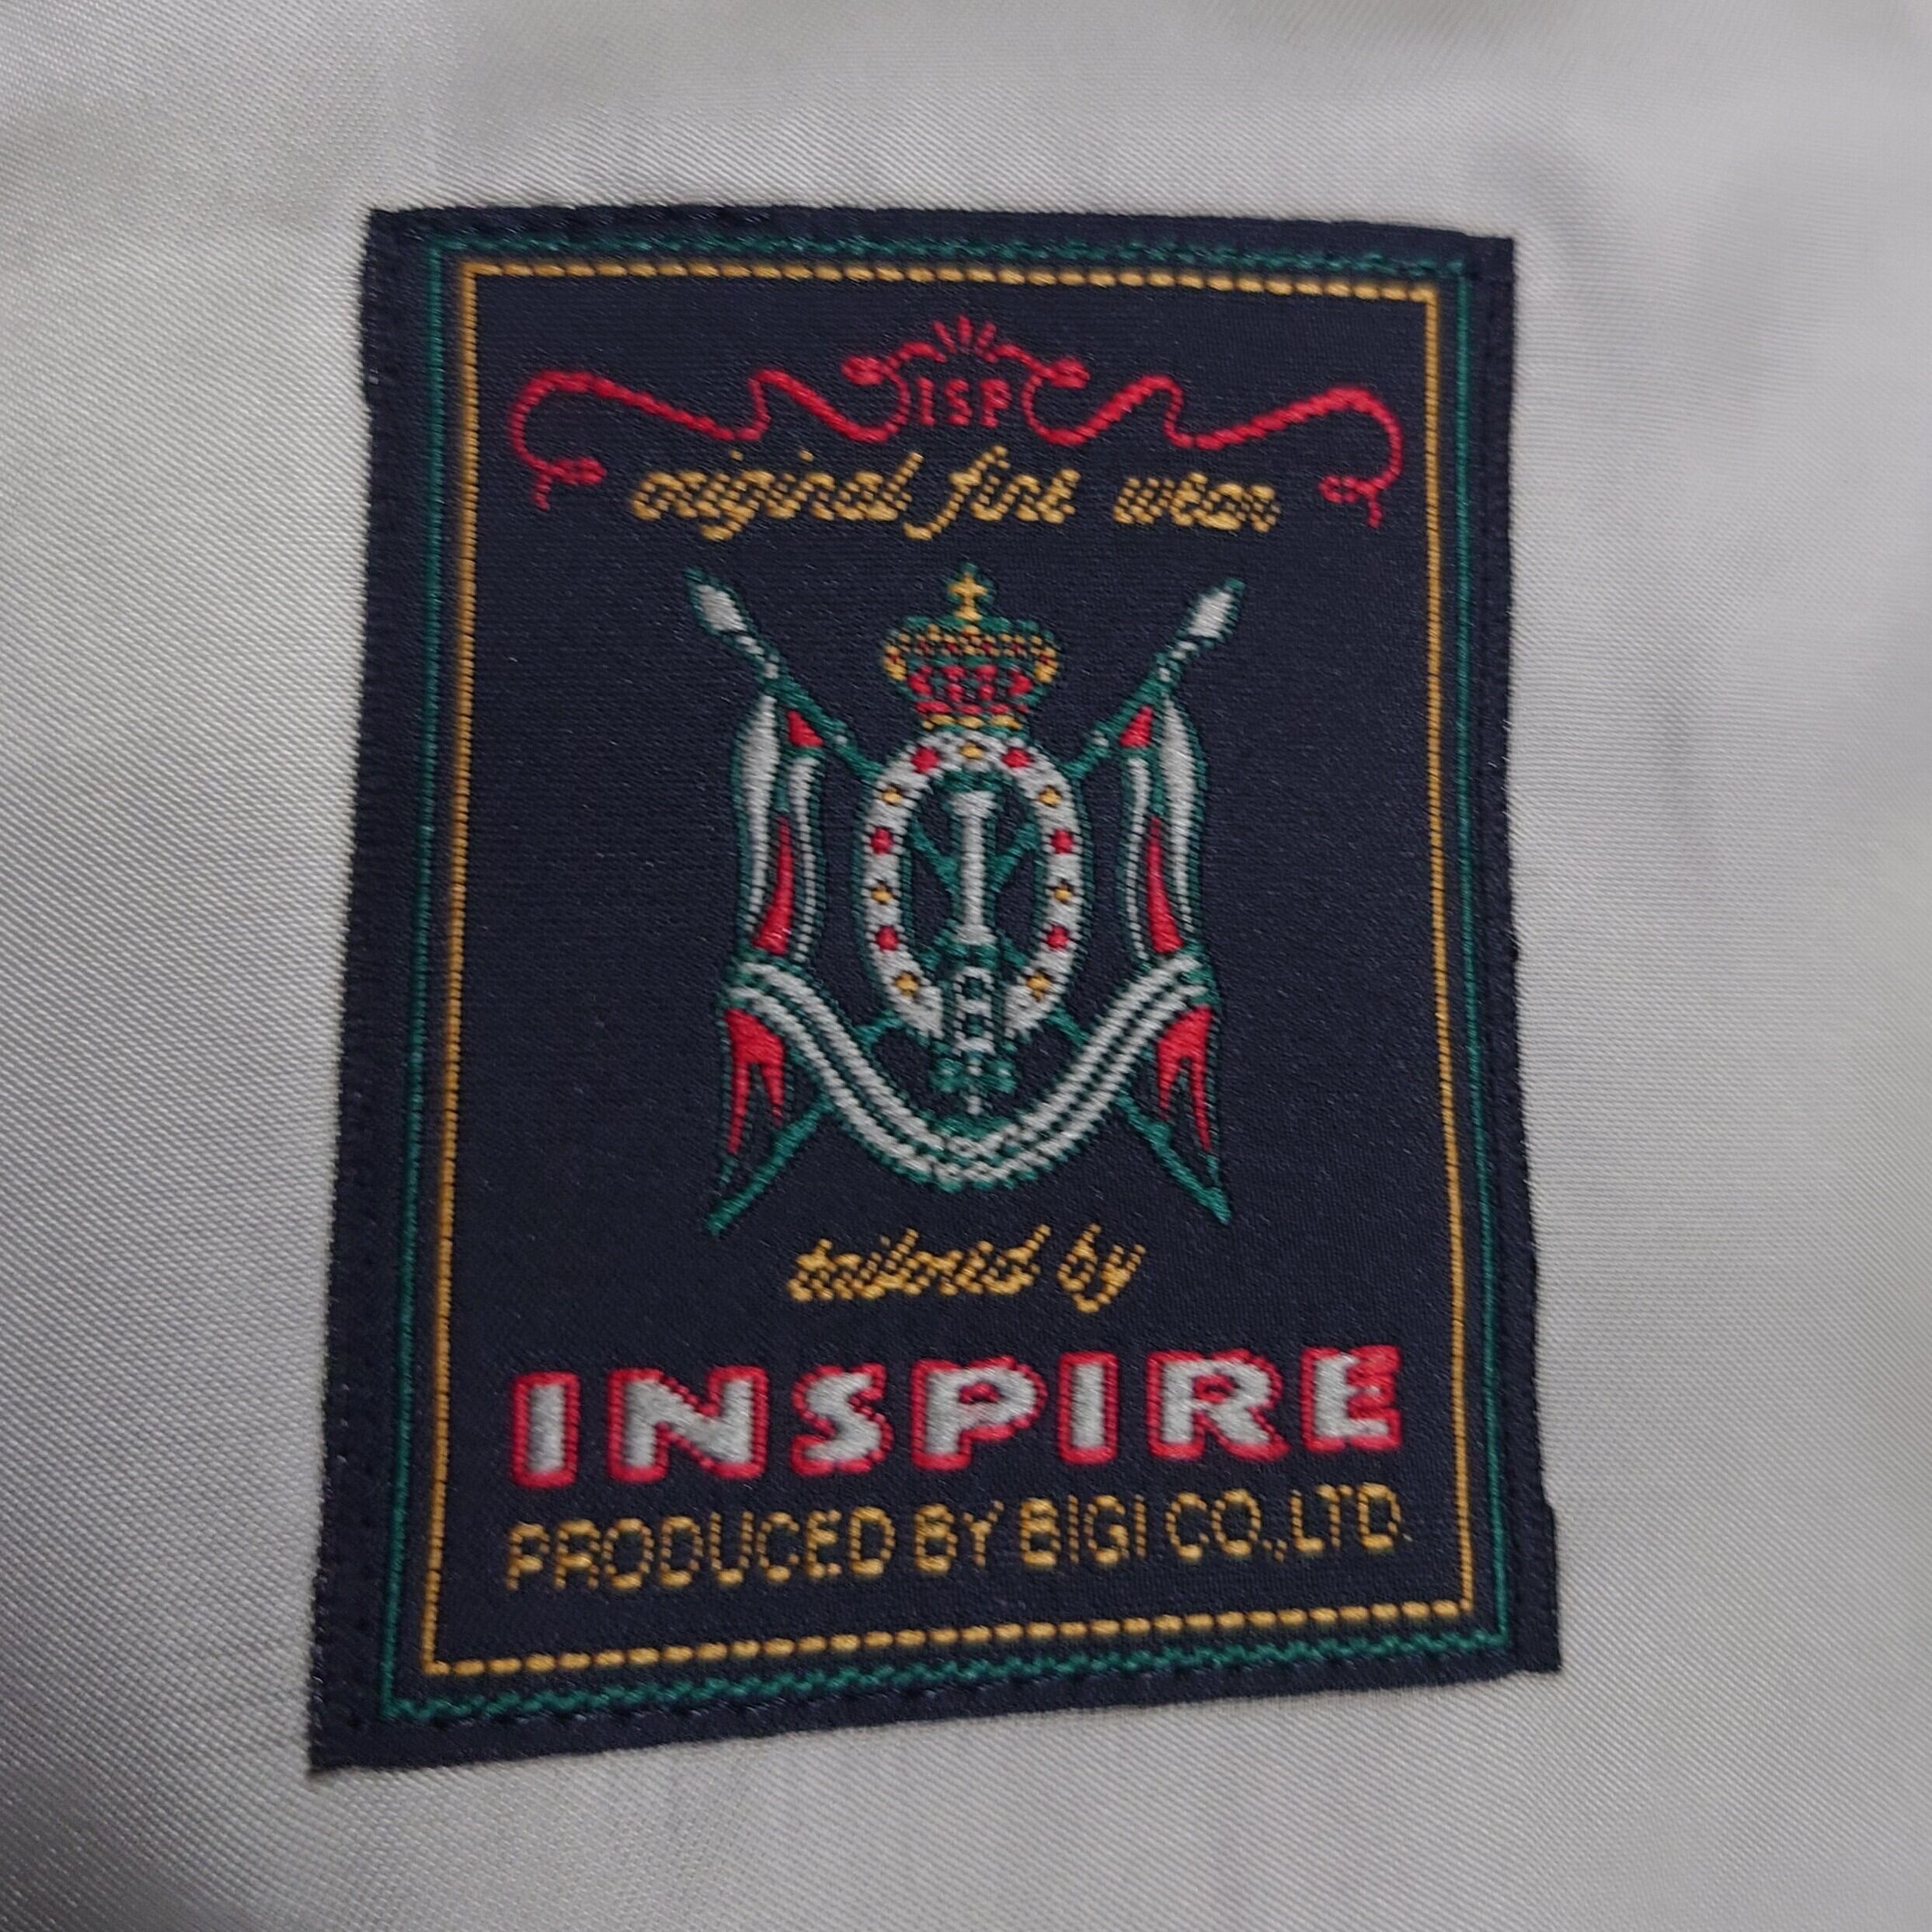 ISP
original fine wear
I
tailored by
INSPIRE
PRODUCED BY BIGI CO.,LTD.